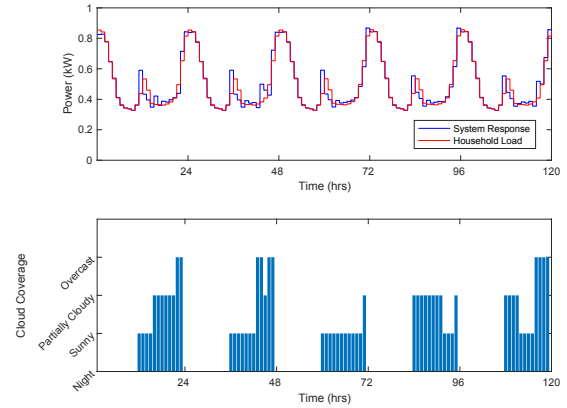 1
0.8
0.6
0.4
0.2
0
Power (kW)
24
48
72
96
120
Time (hrs)
System Response
Household Load
Overcast
Partially Cloudy
Sunny
Night
Cloud Coverage
24
48
72
96
120
Time (hrs)